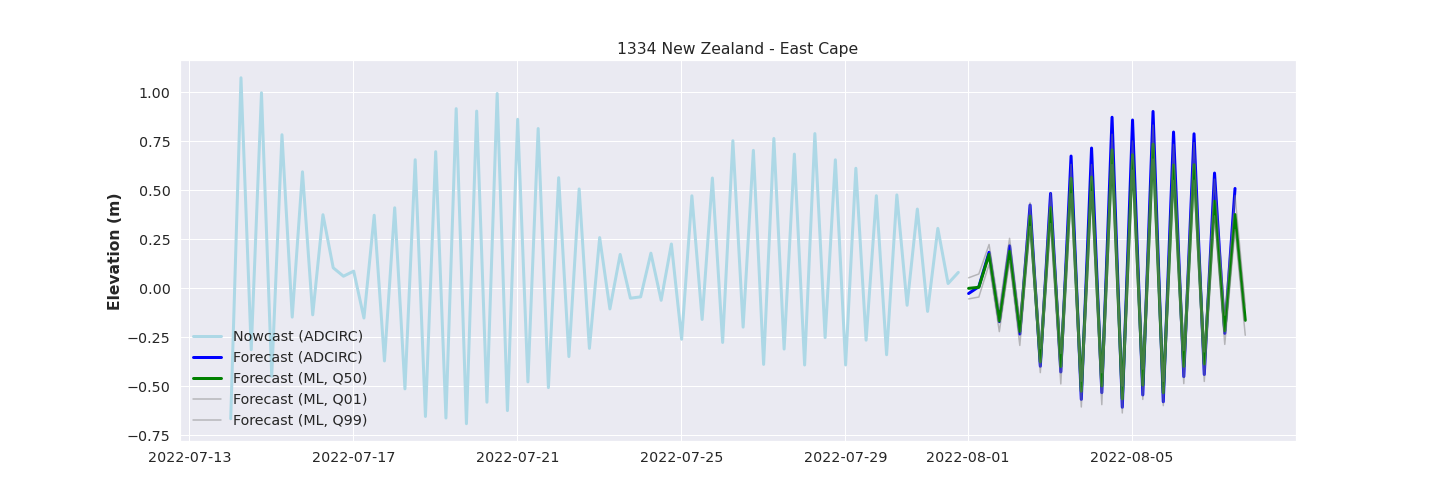 1334 New Zealand - East Cape
Elevation (m)
1.00
0.75
0.50
0.25
0.00
−0.25
−0.50
−0.75
Nowcast (ADCIRC)
Forecast (ADCIRC)
Forecast (ML, Q50)
Forecast (ML, Q01)
Forecast (ML, Q99)
2022-07-13 2022-07-17 2022-07-21 2022-07-25 2022-07-29 2022-08-01 2022-08-05